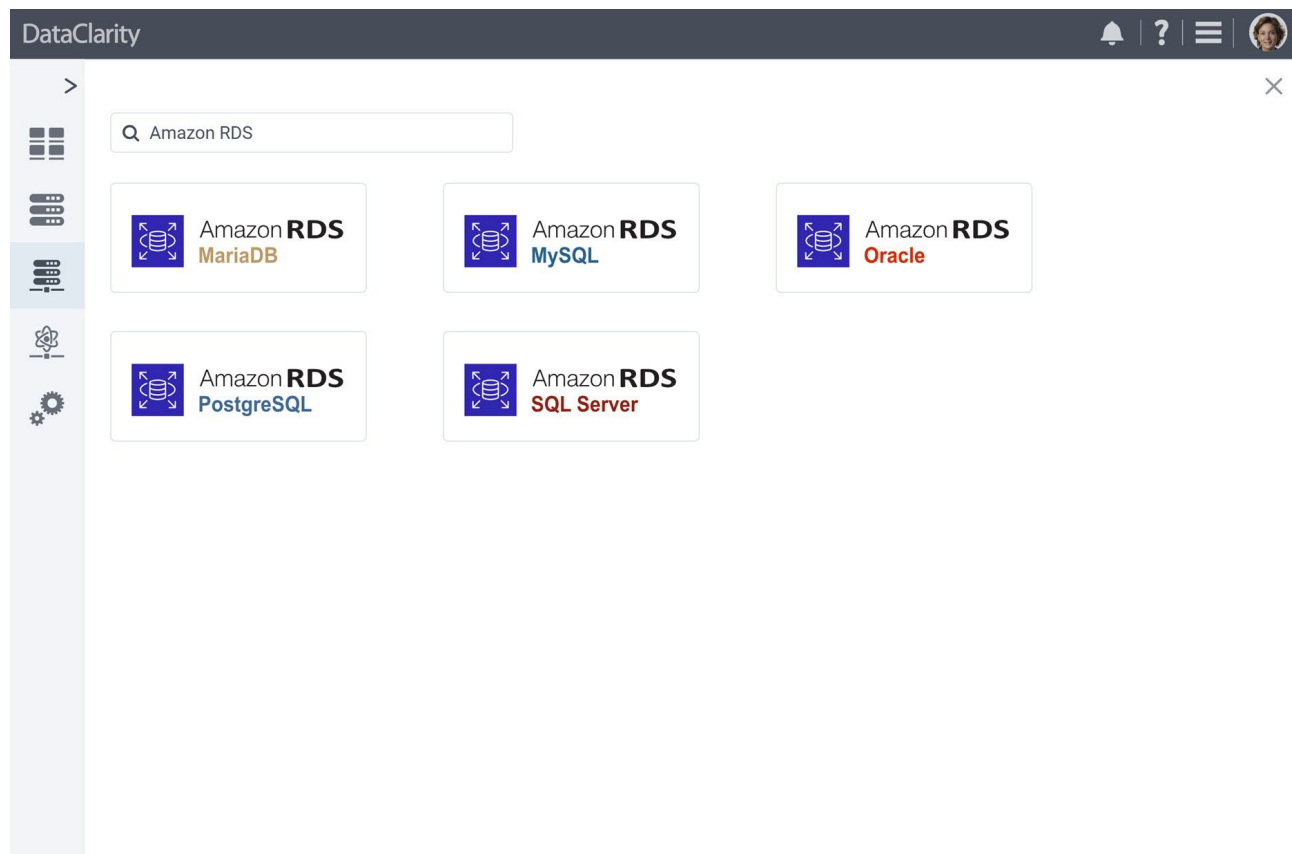 DataClarity
?
Amazon RDS
Amazon RDS
MariaDB
Amazon RDS
MySQL
Amazon RDS
Oracle
Amazon RDS
PostgreSQL
Amazon RDS
SQL Server